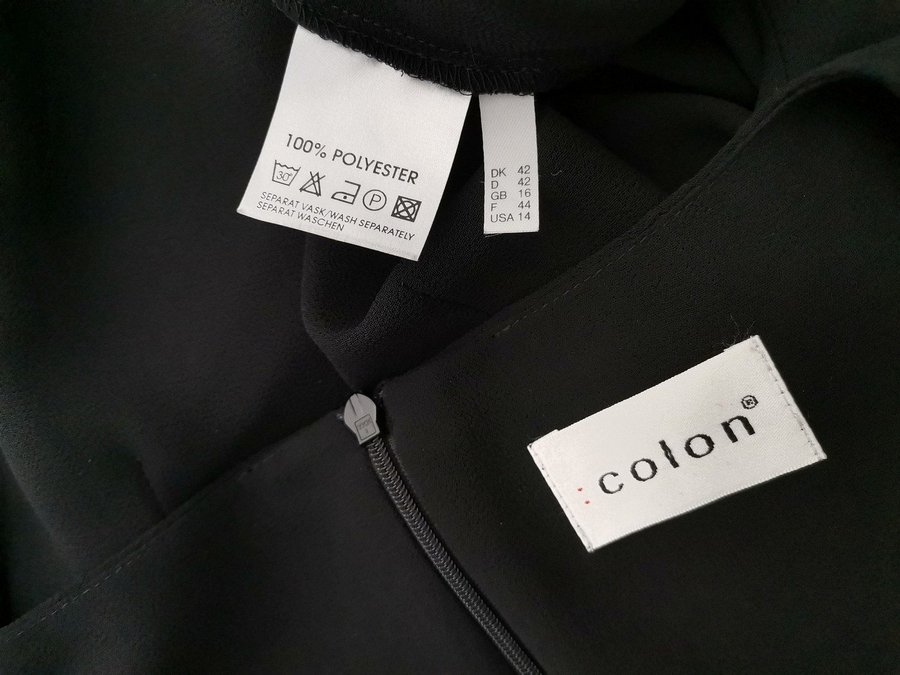 100% POLYESTER
30°
P
SEPARAT VASK/WASH SEPARATELY
SEPARAT WASCHEN
DK 42
D 42
GB 16
F 44
USA 14
:colon®